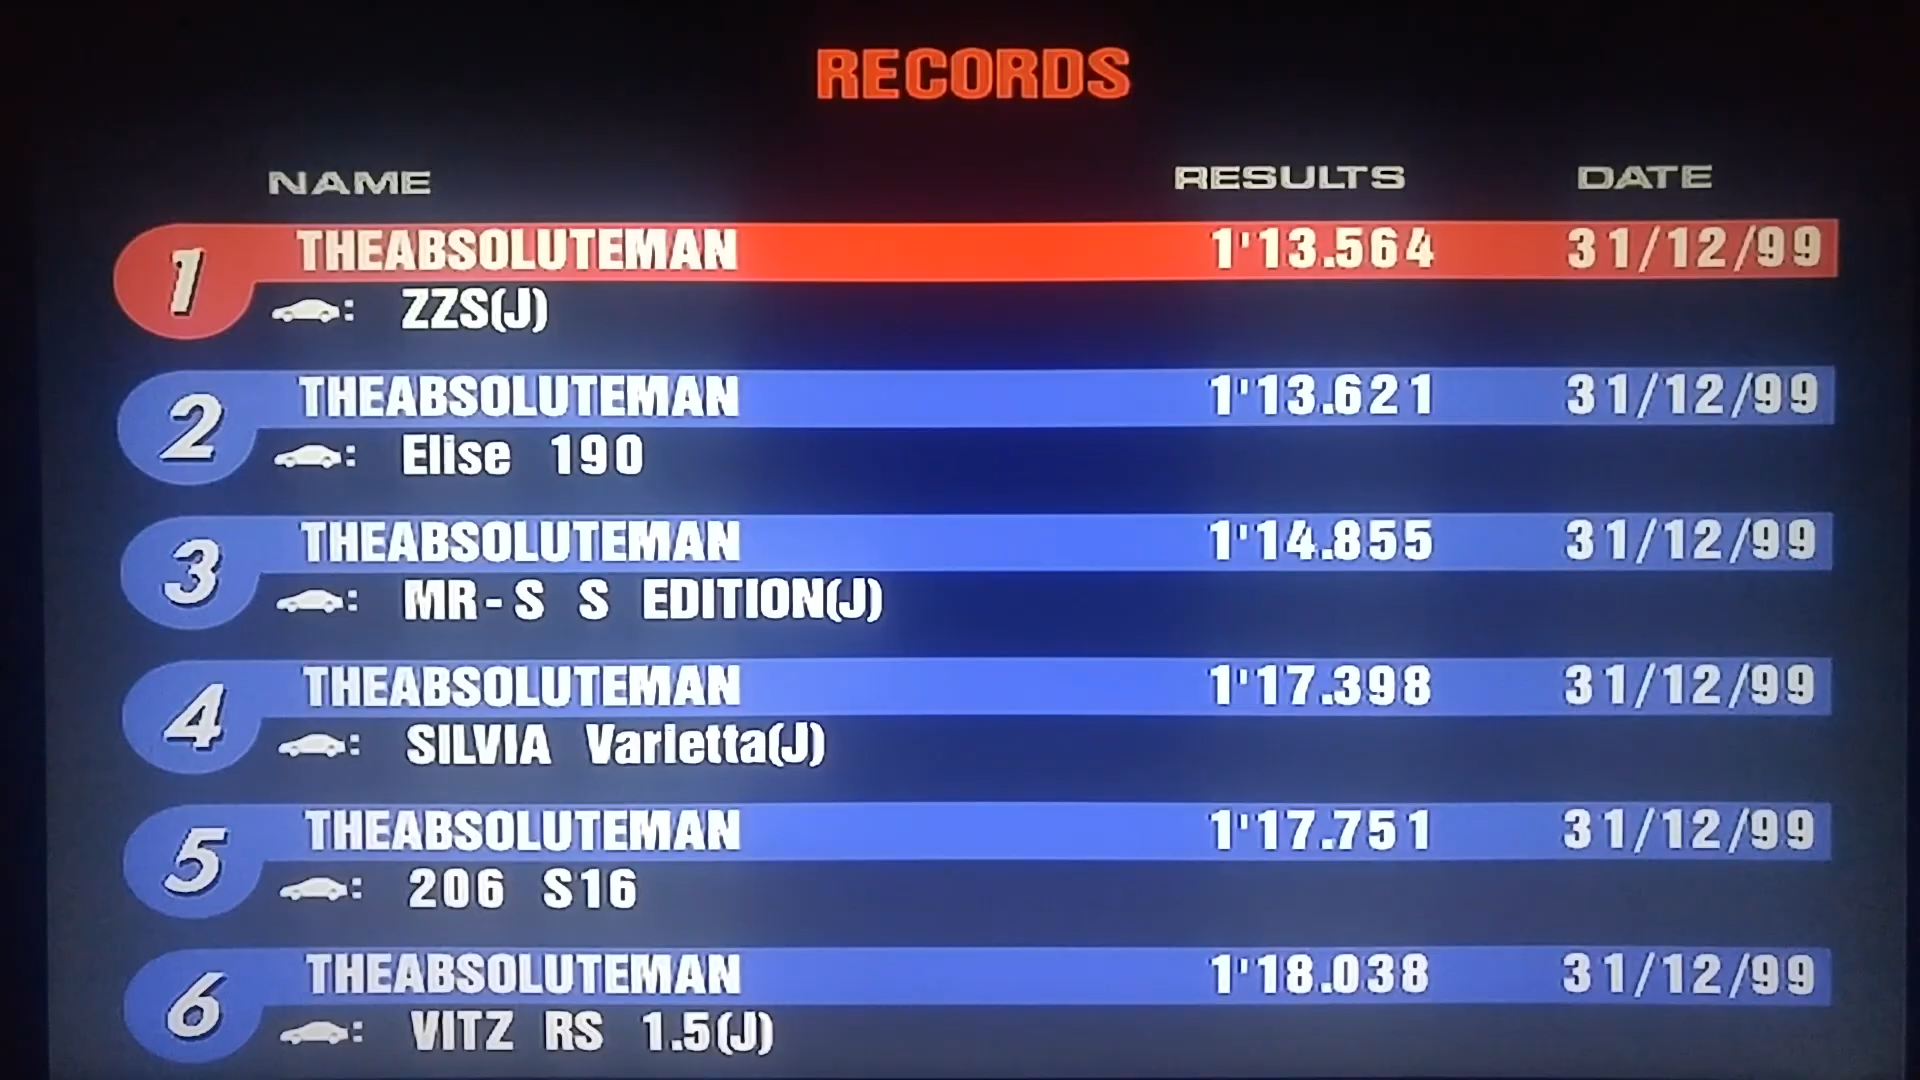 RECORDS
NAME RESULTS DATE
1 THEABSOLUTEMAN 1'13.564 31/12/99
: ZZS(J)
2 THEABSOLUTEMAN 1'13.621 31/12/99
: Elise 190
3 THEABSOLUTEMAN 1'14.855 31/12/99
: MR-S S EDITION(J)
4 THEABSOLUTEMAN 1'17.398 31/12/99
: SILVIA Varietta(J)
5 THEABSOLUTEMAN 1'17.751 31/12/99
: 206 S16
6 THEABSOLUTEMAN 1'18.038 31/12/99
: VITZ RS 1.5(J)